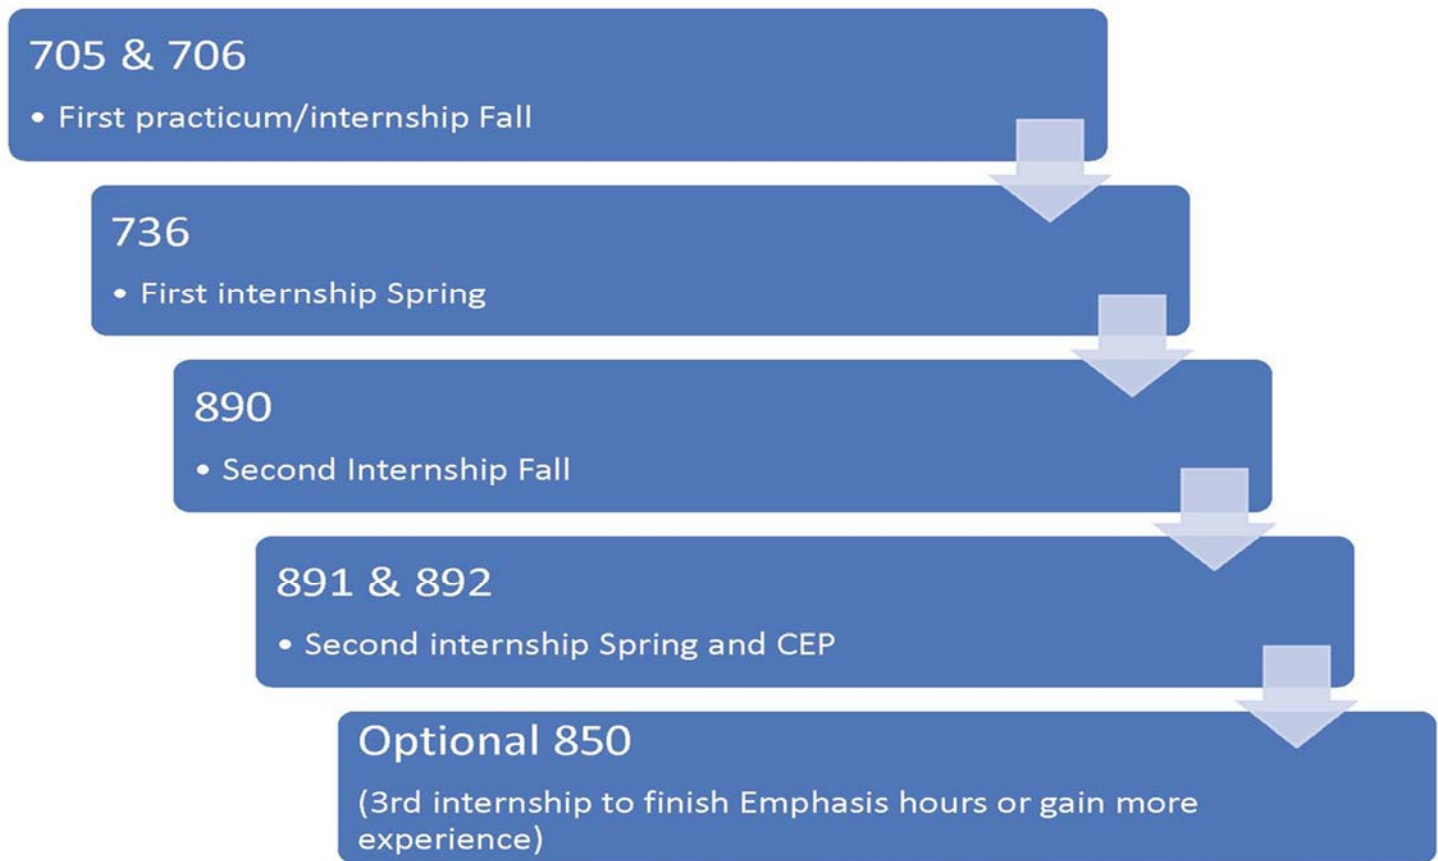 705 & 706
• First practicum/internship Fall
736
• First internship Spring
890
• Second Internship Fall
891 & 892
• Second internship Spring and CEP
Optional 850
(3rd internship to finish Emphasis hours or gain more
experience)